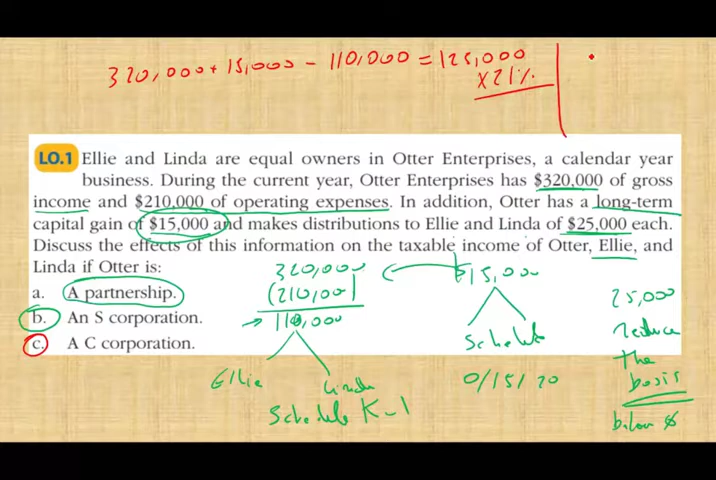 320,000 + 15,000 - 110,000 = 125,000
x 21%
LO.1 Ellie and Linda are equal owners in Otter Enterprises, a calendar year
business. During the current year, Otter Enterprises has $320,000 of gross
income and $210,000 of operating expenses. In addition, Otter has a long-term
capital gain of $15,000 and makes distributions to Ellie and Linda of $25,000 each.
Discuss the effects of this information on the taxable income of Otter, Ellie, and
Linda if Otter is:
a. A partnership.
b. An S corporation.
c. A C corporation.
320,000
(210,000)
110,000
Ellie Linda
Schedule K-1
15,000
Schedule
0/15/20
25,000
reduce
the
basis
below $